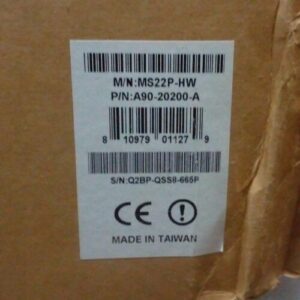 M/N:MS22P-HW
P/N:A90-20200-A
8 10979 01127 9
S/N:Q2BP-QSS8-665P
CE
MADE IN TAIWAN